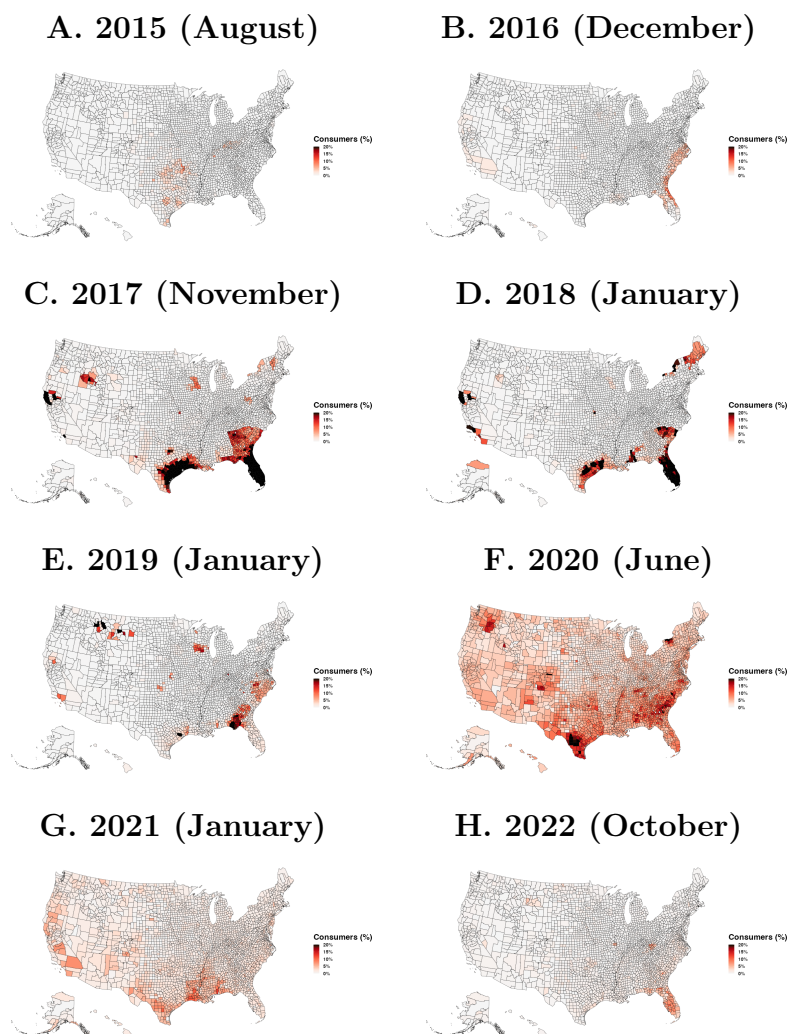 A. 2015 (August)
B. 2016 (December)
Consumers (%)
20%
15%
10%
5%
0%
Consumers (%)
20%
15%
10%
5%
0%
C. 2017 (November)
D. 2018 (January)
Consumers (%)
20%
15%
10%
5%
0%
Consumers (%)
20%
15%
10%
5%
0%
E. 2019 (January)
F. 2020 (June)
Consumers (%)
20%
15%
10%
5%
0%
Consumers (%)
20%
15%
10%
5%
0%
G. 2021 (January)
H. 2022 (October)
Consumers (%)
20%
15%
10%
5%
0%
Consumers (%)
20%
15%
10%
5%
0%